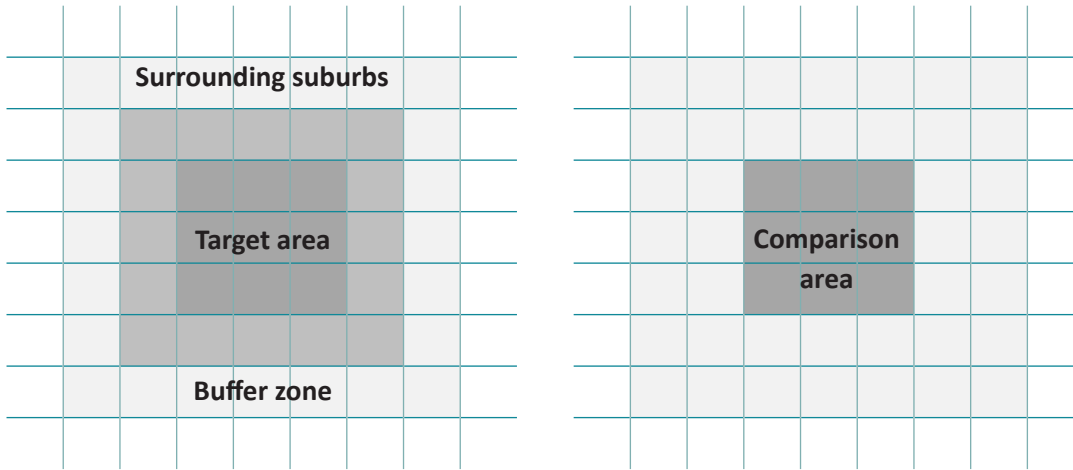 Surrounding suburbs
Target area
Buffer zone
Comparison
area